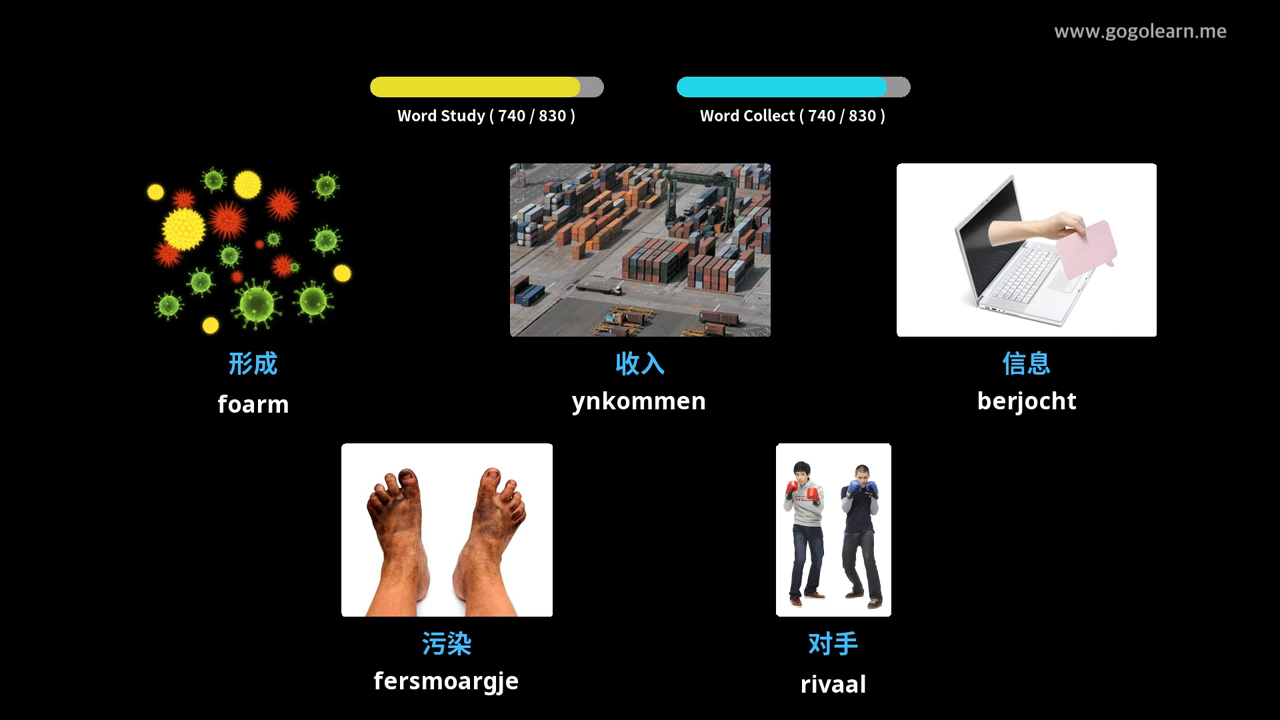 www.gogolearn.me
Word Study ( 740 / 830 )
Word Collect ( 740 / 830 )
形成
foarm
收入
ynkommen
信息
berjocht
污染
fersmoargje
对手
rivaal